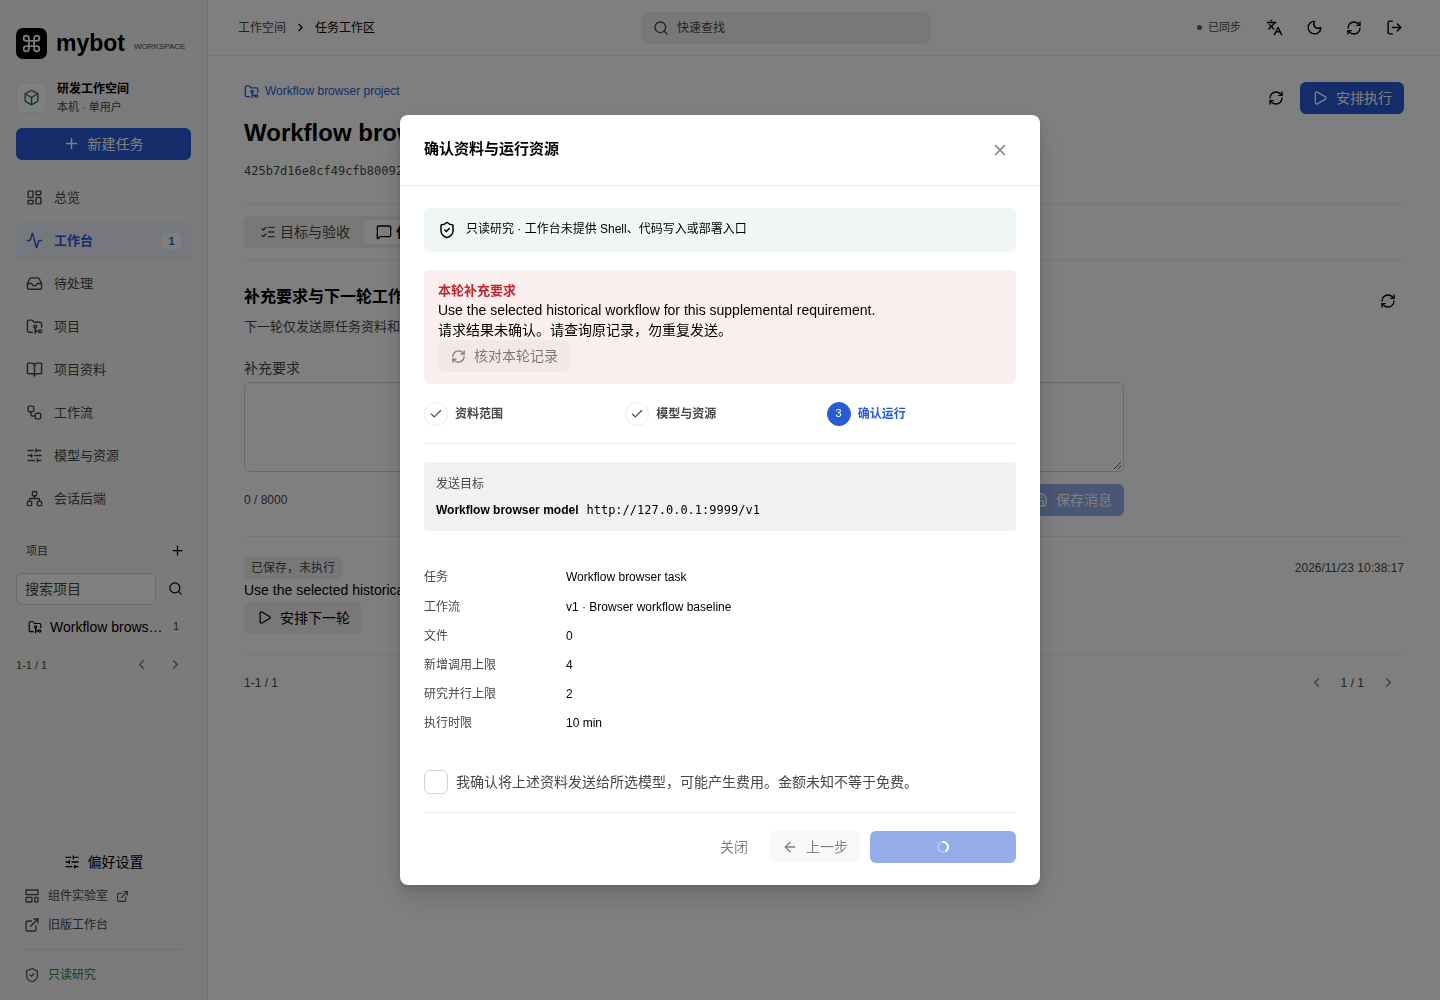 mybot WORKSPACE
研发工作空间
本机 · 单用户
新建任务
总览
工作台 1
待处理
项目
项目资料
工作流
模型与资源
会话后端
项目
搜索项目
Workflow brows… 1
1-1 / 1
偏好设置
组件实验室
旧版工作台
只读研究
工作空间 > 任务工作区
快速查找
已同步
Workflow browser project
安排执行
Workflow brow
425b7d16e8cf49cfb80092
目标与验收
补充要求与下一轮工作
下一轮仅发送原任务资料和
补充要求
0 / 8000
保存消息
已保存，未执行
2026/11/23 10:38:17
Use the selected historica
安排下一轮
1-1 / 1
1 / 1
确认资料与运行资源
只读研究 · 工作台未提供 Shell、代码写入或部署入口
本轮补充要求
Use the selected historical workflow for this supplemental requirement.
请求结果未确认。请查询原记录，勿重复发送。
核对本轮记录
资料范围
模型与资源
3 确认运行
发送目标
Workflow browser model http://127.0.0.1:9999/v1
任务 Workflow browser task
工作流 v1 · Browser workflow baseline
文件 0
新增调用上限 4
研究并行上限 2
执行时限 10 min
我确认将上述资料发送给所选模型，可能产生费用。金额未知不等于免费。
关闭
上一步